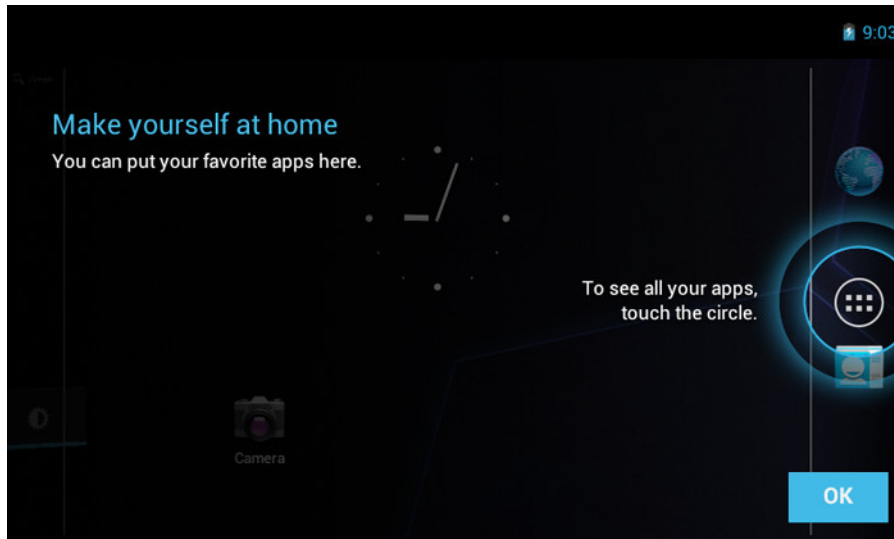 9:03
Make yourself at home
You can put your favorite apps here.
To see all your apps,
touch the circle.
Camera
OK